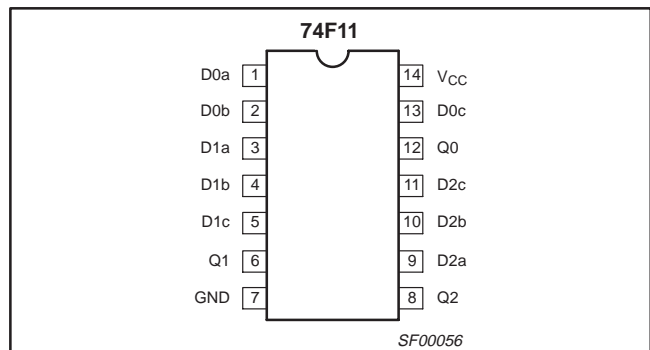 74F11
D0a 1 14 VCC
D0b 2 13 D0c
D1a 3 12 Q0
D1b 4 11 D2c
D1c 5 10 D2b
Q1 6 9 D2a
GND 7 8 Q2
SF00056